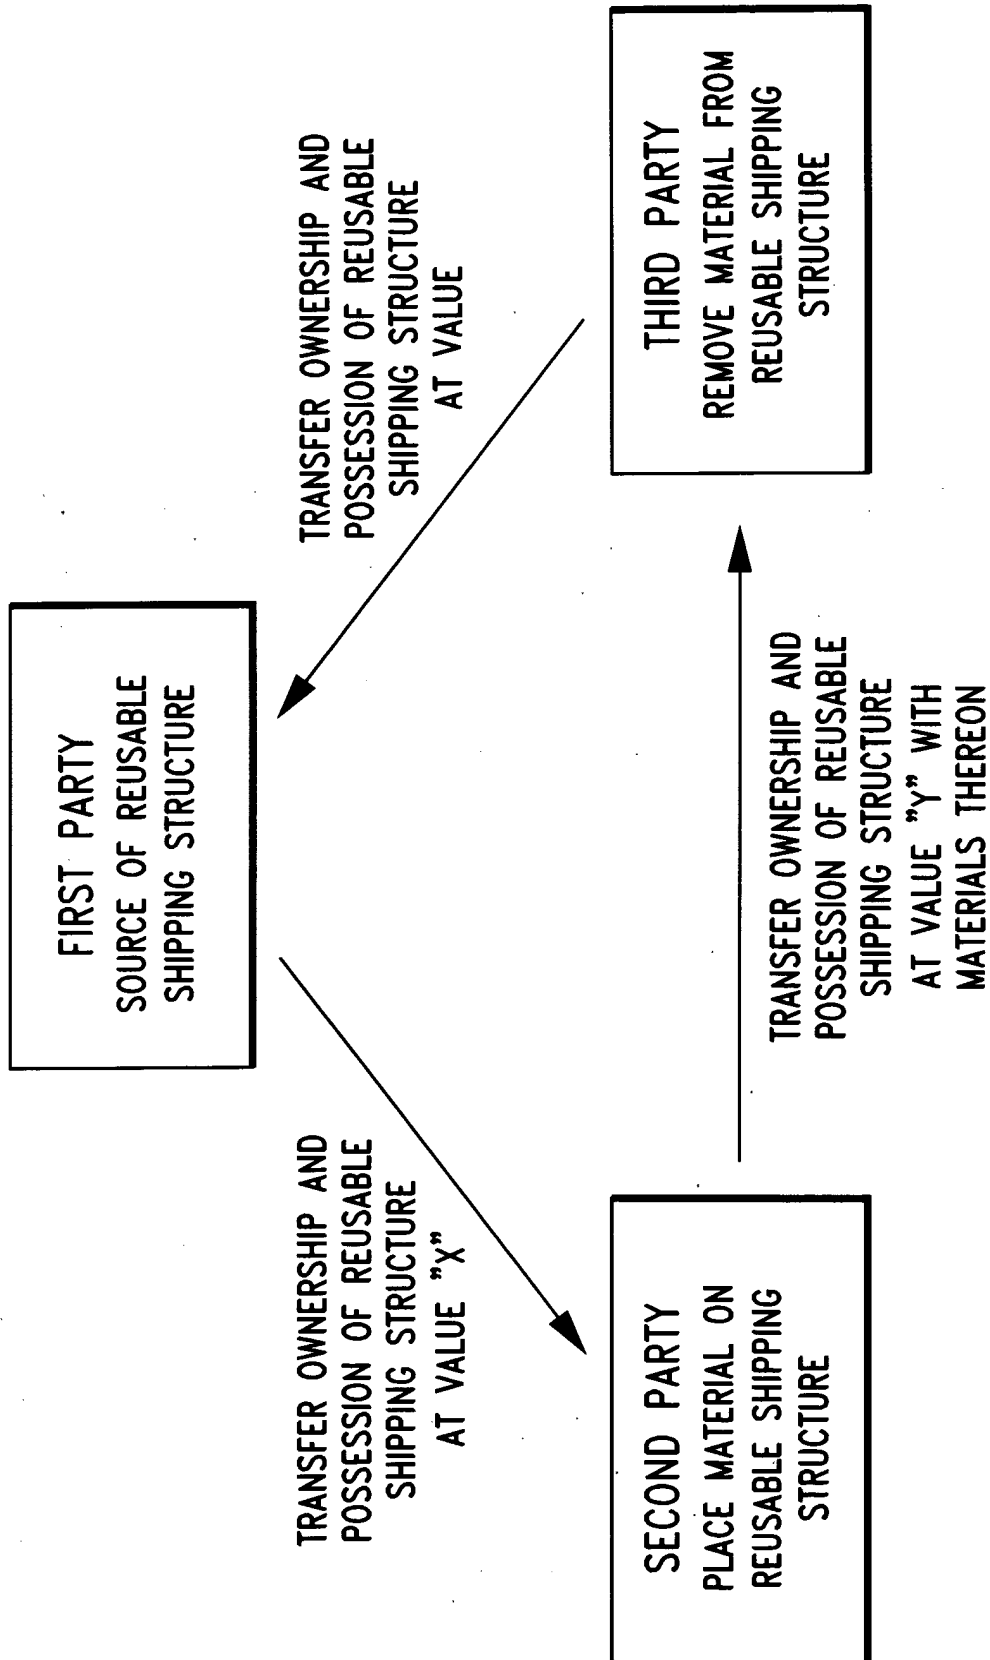 FIRST PARTY
SOURCE OF REUSABLE
SHIPPING STRUCTURE
TRANSFER OWNERSHIP AND
POSSESSION OF REUSABLE
SHIPPING STRUCTURE
AT VALUE "X"
TRANSFER OWNERSHIP AND
POSSESSION OF REUSABLE
SHIPPING STRUCTURE
AT VALUE
SECOND PARTY
PLACE MATERIAL ON
REUSABLE SHIPPING
STRUCTURE
THIRD PARTY
REMOVE MATERIAL FROM
REUSABLE SHIPPING
STRUCTURE
TRANSFER OWNERSHIP AND
POSSESSION OF REUSABLE
SHIPPING STRUCTURE
AT VALUE "Y" WITH
MATERIALS THEREON